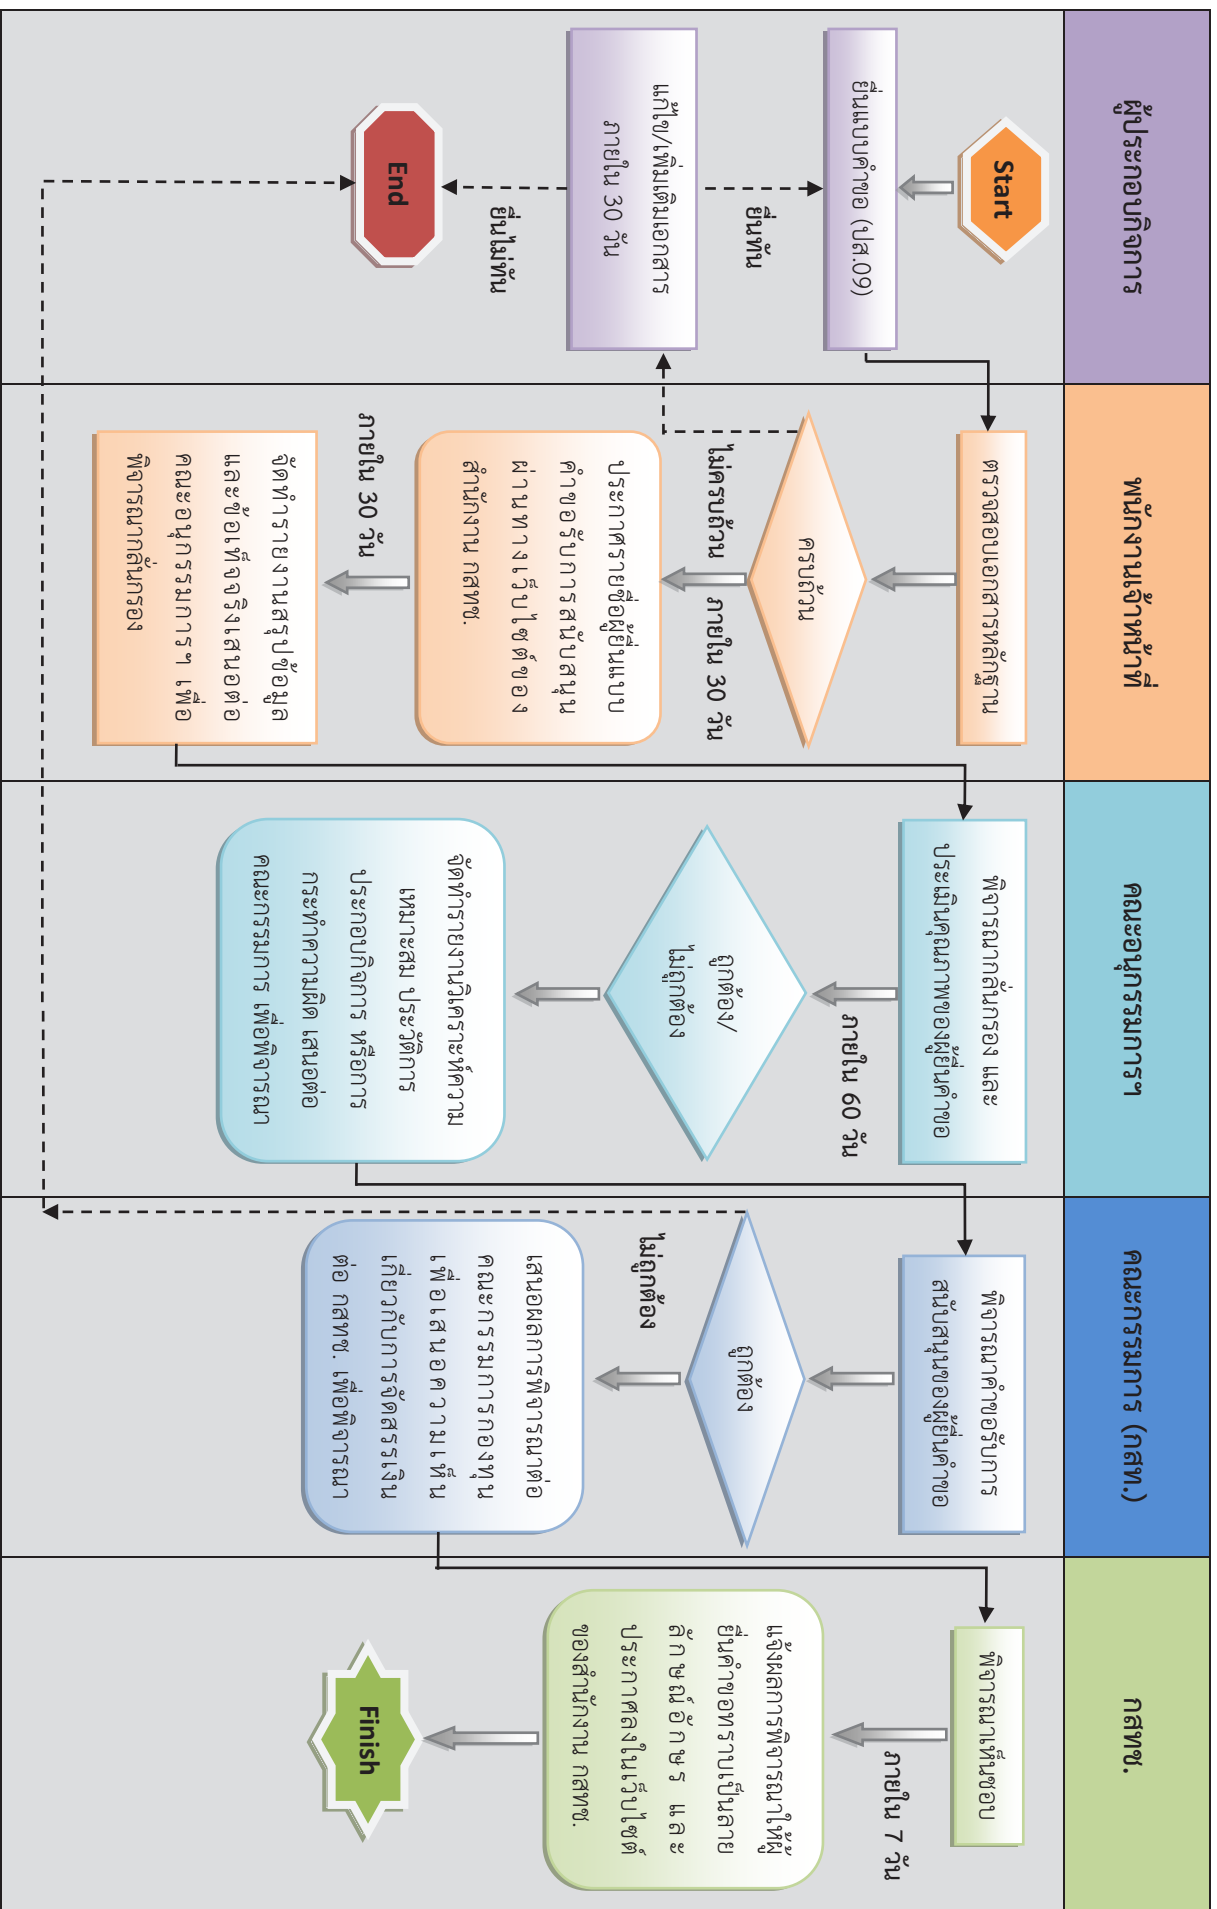 ผู้ประกอบกิจการ
Start
ยื่นแบบคำขอ (ปส.09)
ยื่นทัน
แก้ไข/เพิ่มเติมเอกสาร
ภายใน 30 วัน
ยื่นไม่ทัน
End
พนักงานเจ้าหน้าที่
ตรวจสอบเอกสารหลักฐาน
ครบถ้วน
ไม่ครบถ้วน
ภายใน 30 วัน
ประกาศรายชื่อผู้ยื่นแบบ
คำขอรับการสนับสนุน
ผ่านทางเว็บไซต์ของ
สำนักงาน กสทช.
ภายใน 30 วัน
จัดทำรายงานสรุปข้อมูล
และข้อเท็จจริงเสนอต่อ
คณะอนุกรรมการฯ เพื่อ
พิจารณากลั่นกรอง
คณะอนุกรรมการฯ
พิจารณากลั่นกรอง และ
ประเมินคุณภาพของผู้ยื่นคำขอ
ภายใน 60 วัน
ถูกต้อง/
ไม่ถูกต้อง
จัดทำรายงานวิเคราะห์ความ
เหมาะสม ประวัติการ
ประกอบกิจการ หรือการ
กระทำความผิด เสนอต่อ
คณะกรรมการ เพื่อพิจารณา
คณะกรรมการ (กสท.)
พิจารณาคำขอรับการ
สนับสนุนของผู้ยื่นคำขอ
ถูกต้อง
ไม่ถูกต้อง
เสนอผลการพิจารณาต่อ
คณะกรรมการกองทุน
เพื่อเสนอความเห็น
เกี่ยวกับการจัดสรรเงิน
ต่อ กสทช. เพื่อพิจารณา
กสทช.
พิจารณาเห็นชอบ
ภายใน 7 วัน
แจ้งผลการพิจารณาให้ผู้
ยื่นคำขอทราบเป็นลาย
ลักษณ์อักษร และ
ประกาศลงในเว็บไซต์
ของสำนักงาน กสทช.
Finish